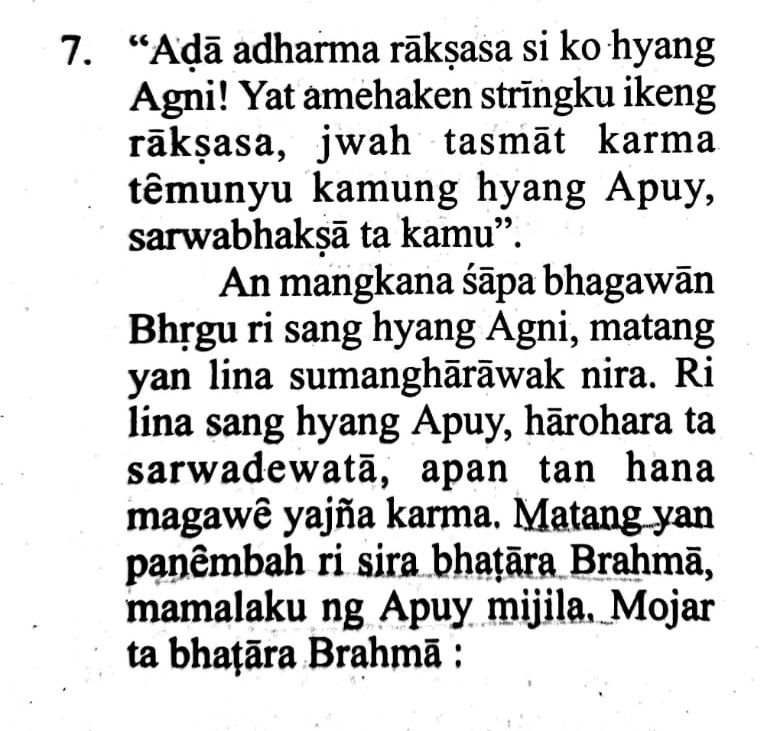 7. “Aḍā adharma rākṣasa si ko hyang
Agni! Yat amehaken strīngku ikeng
rākṣasa, jwah tasmāt karma
têmunyu kamung hyang Apuy,
sarwabhakṣā ta kamu”.
An mangkana śāpa bhagawān
Bhṛgu ri sang hyang Agni, matang
yan lina sumanghārāwak nira. Ri
lina sang hyang Apuy, hārohara ta
sarwadewatā, apan tan hana
magawê yajña karma. Matang yan
panêmbah ri sira bhaṭāra Brahmā,
mamalaku ng Apuy mijila. Mojar
ta bhaṭāra Brahmā :